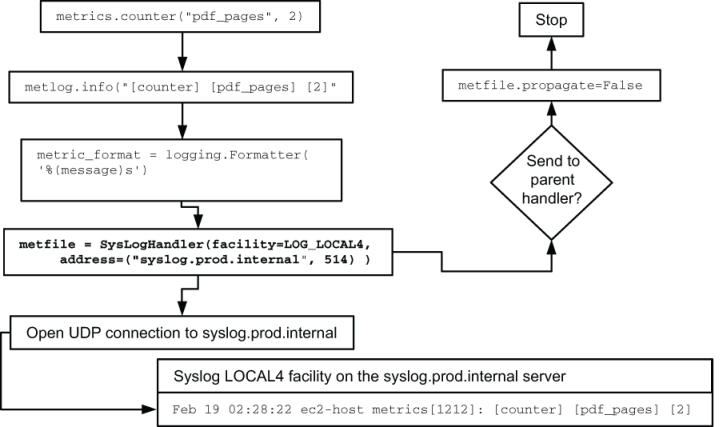 metrics.counter("pdf_pages", 2)
metlog.info("[counter] [pdf_pages] [2]"
metric_format = logging.Formatter(
'%(message)s')
metfile = SysLogHandler(facility=LOG_LOCAL4,
address=("syslog.prod.internal", 514) )
Open UDP connection to syslog.prod.internal
Syslog LOCAL4 facility on the syslog.prod.internal server
Feb 19 02:28:22 ec2-host metrics[1212]: [counter] [pdf_pages] [2]
Send to
parent
handler?
metfile.propagate=False
Stop